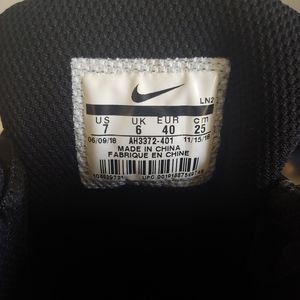 LN2
US UK EUR cm
7 6 40 25
06/09/18 AH3372-401 11/15/18
MADE IN CHINA
FABRIQUE EN CHINE
UPC